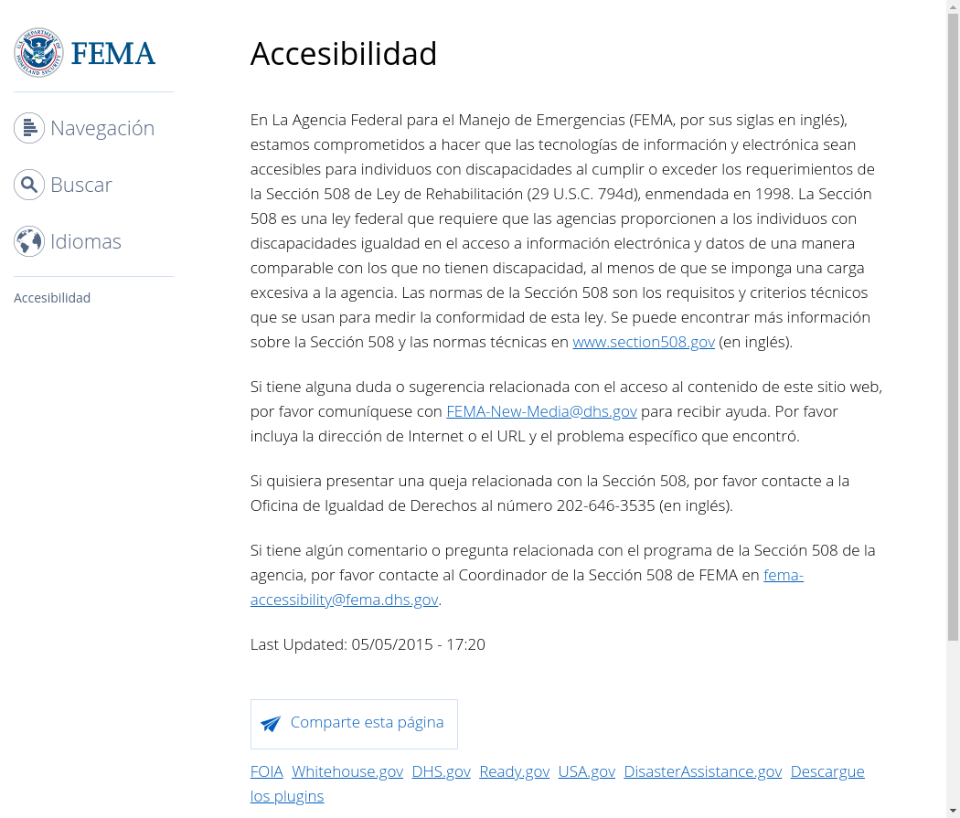 FEMA
Navegación
Buscar
Idiomas
Accesibilidad
Accesibilidad
En La Agencia Federal para el Manejo de Emergencias (FEMA, por sus siglas en inglés),
estamos comprometidos a hacer que las tecnologías de información y electrónica sean
accesibles para individuos con discapacidades al cumplir o exceder los requerimientos de
la Sección 508 de Ley de Rehabilitación (29 U.S.C. 794d), enmendada en 1998. La Sección
508 es una ley federal que requiere que las agencias proporcionen a los individuos con
discapacidades igualdad en el acceso a información electrónica y datos de una manera
comparable con los que no tienen discapacidad, al menos de que se imponga una carga
excesiva a la agencia. Las normas de la Sección 508 son los requisitos y criterios técnicos
que se usan para medir la conformidad de esta ley. Se puede encontrar más información
sobre la Sección 508 y las normas técnicas en www.section508.gov (en inglés).
Si tiene alguna duda o sugerencia relacionada con el acceso al contenido de este sitio web,
por favor comuníquese con FEMA-New-Media@dhs.gov para recibir ayuda. Por favor
incluya la dirección de Internet o el URL y el problema específico que encontró.
Si quisiera presentar una queja relacionada con la Sección 508, por favor contacte a la
Oficina de Igualdad de Derechos al número 202-646-3535 (en inglés).
Si tiene algún comentario o pregunta relacionada con el programa de la Sección 508 de la
agencia, por favor contacte al Coordinador de la Sección 508 de FEMA en fema-
accessibility@fema.dhs.gov.
Last Updated: 05/05/2015 - 17:20
Comparte esta página
FOIA Whitehouse.gov DHS.gov Ready.gov USA.gov DisasterAssistance.gov Descargue
los plugins